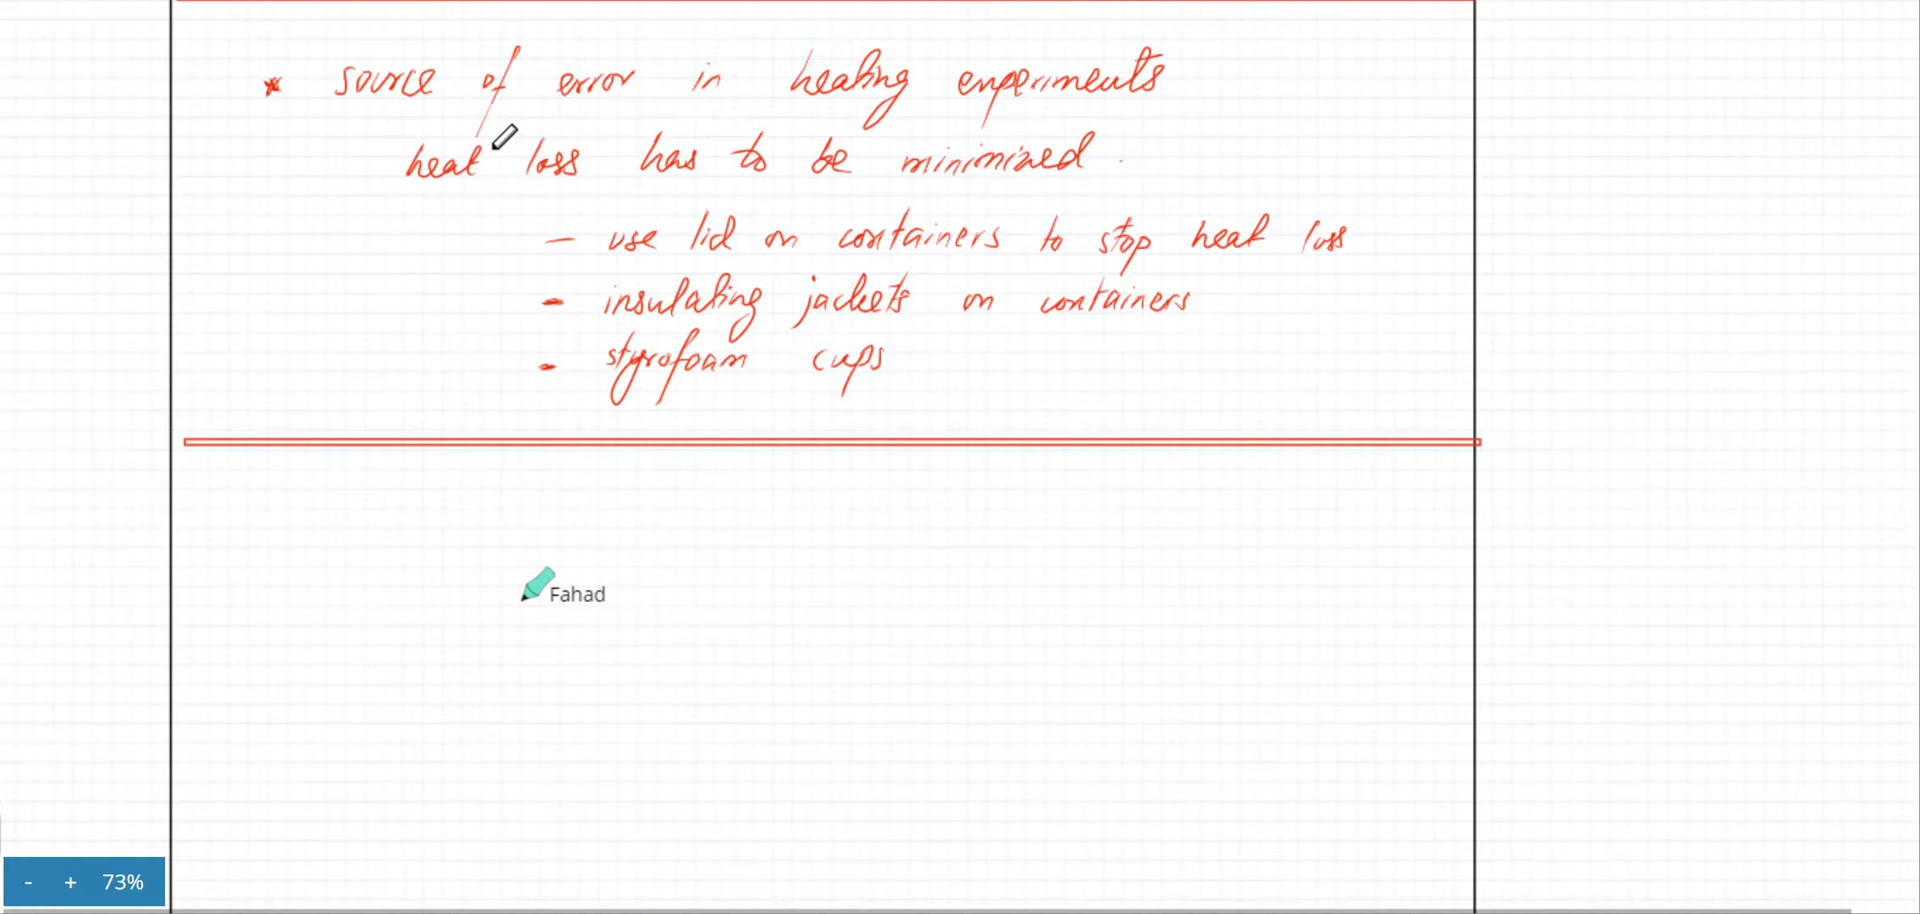 * source of error in heating experiments
heat loss has to be minimized.
— use lid on containers to stop heat loss
- insulating jackets on containers
- styrofoam cups
Fahad
- + 73%